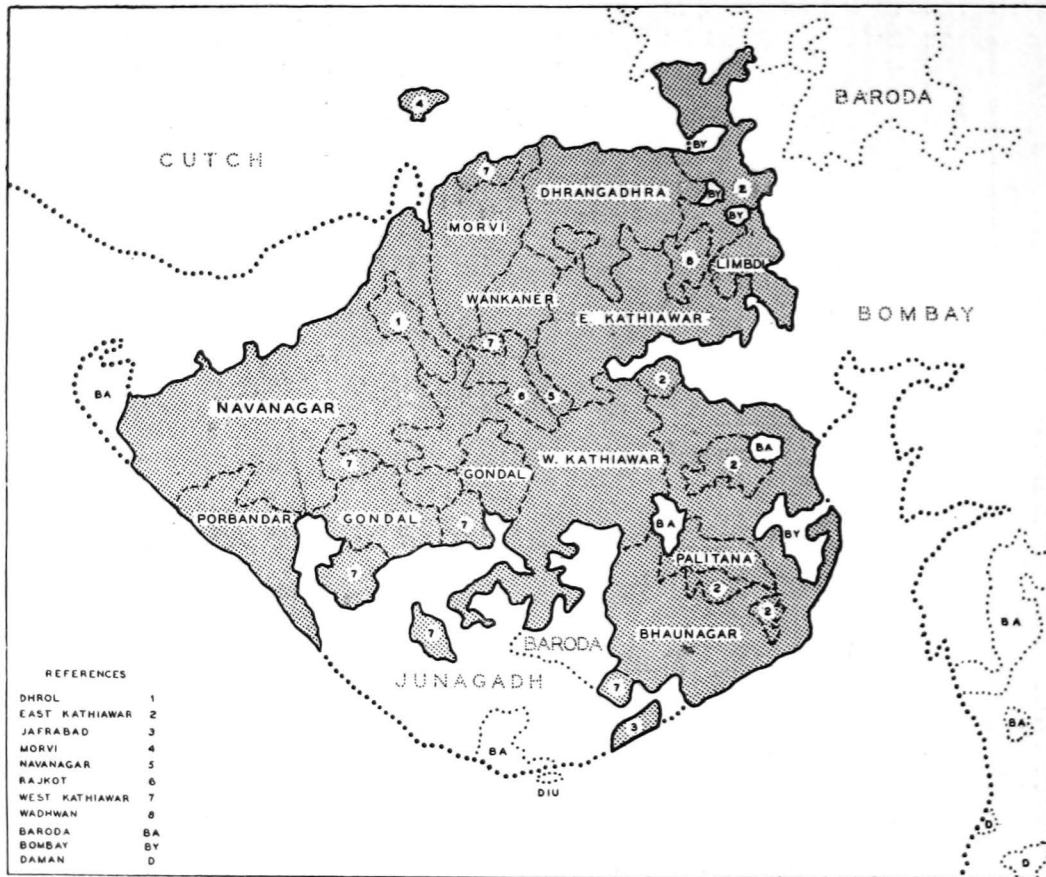 BARODA
4
CUTCH
BY
7
DHRANGADHRA
BY
2
MORVI
BY
8
LIMBD
WANKANER
1
E. KATHIAWAR
BOMBAY
7
2
BA
6
5
NAVANAGAR
BA
W. KATHIAWAR
2
7
GONDAL
PORBANDAR
GONDAL
7
BA
BY
PALITANA
7
2
2
7
BHAUNAGAR
BA
BARODA
JUNAGADH
7
3
BA
BA
DIU
D
D
REFERENCES
DHROL 1
EAST KATHIAWAR 2
JAFRABAD 3
MORVI 4
NAVANAGAR 5
RAJKOT 6
WEST KATHIAWAR 7
WADHWAN 8
BARODA BA
BOMBAY BY
DAMAN D